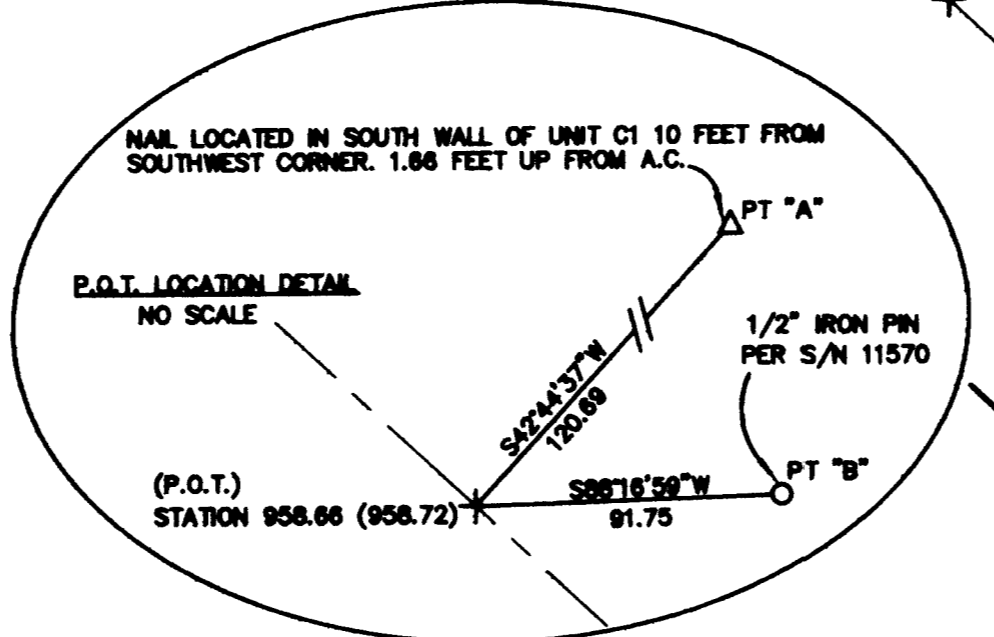 NAIL LOCATED IN SOUTH WALL OF UNIT C1 10 FEET FROM
SOUTHWEST CORNER. 1.66 FEET UP FROM A.C.
PT "A"
P.O.T. LOCATION DETAIL
NO SCALE
1/2" IRON PIN
PER S/N 11570
S42°44'37"W
120.69
PT "B"
(P.O.T.)
STATION 958.66 (958.72)
S86°16'59"W
91.75